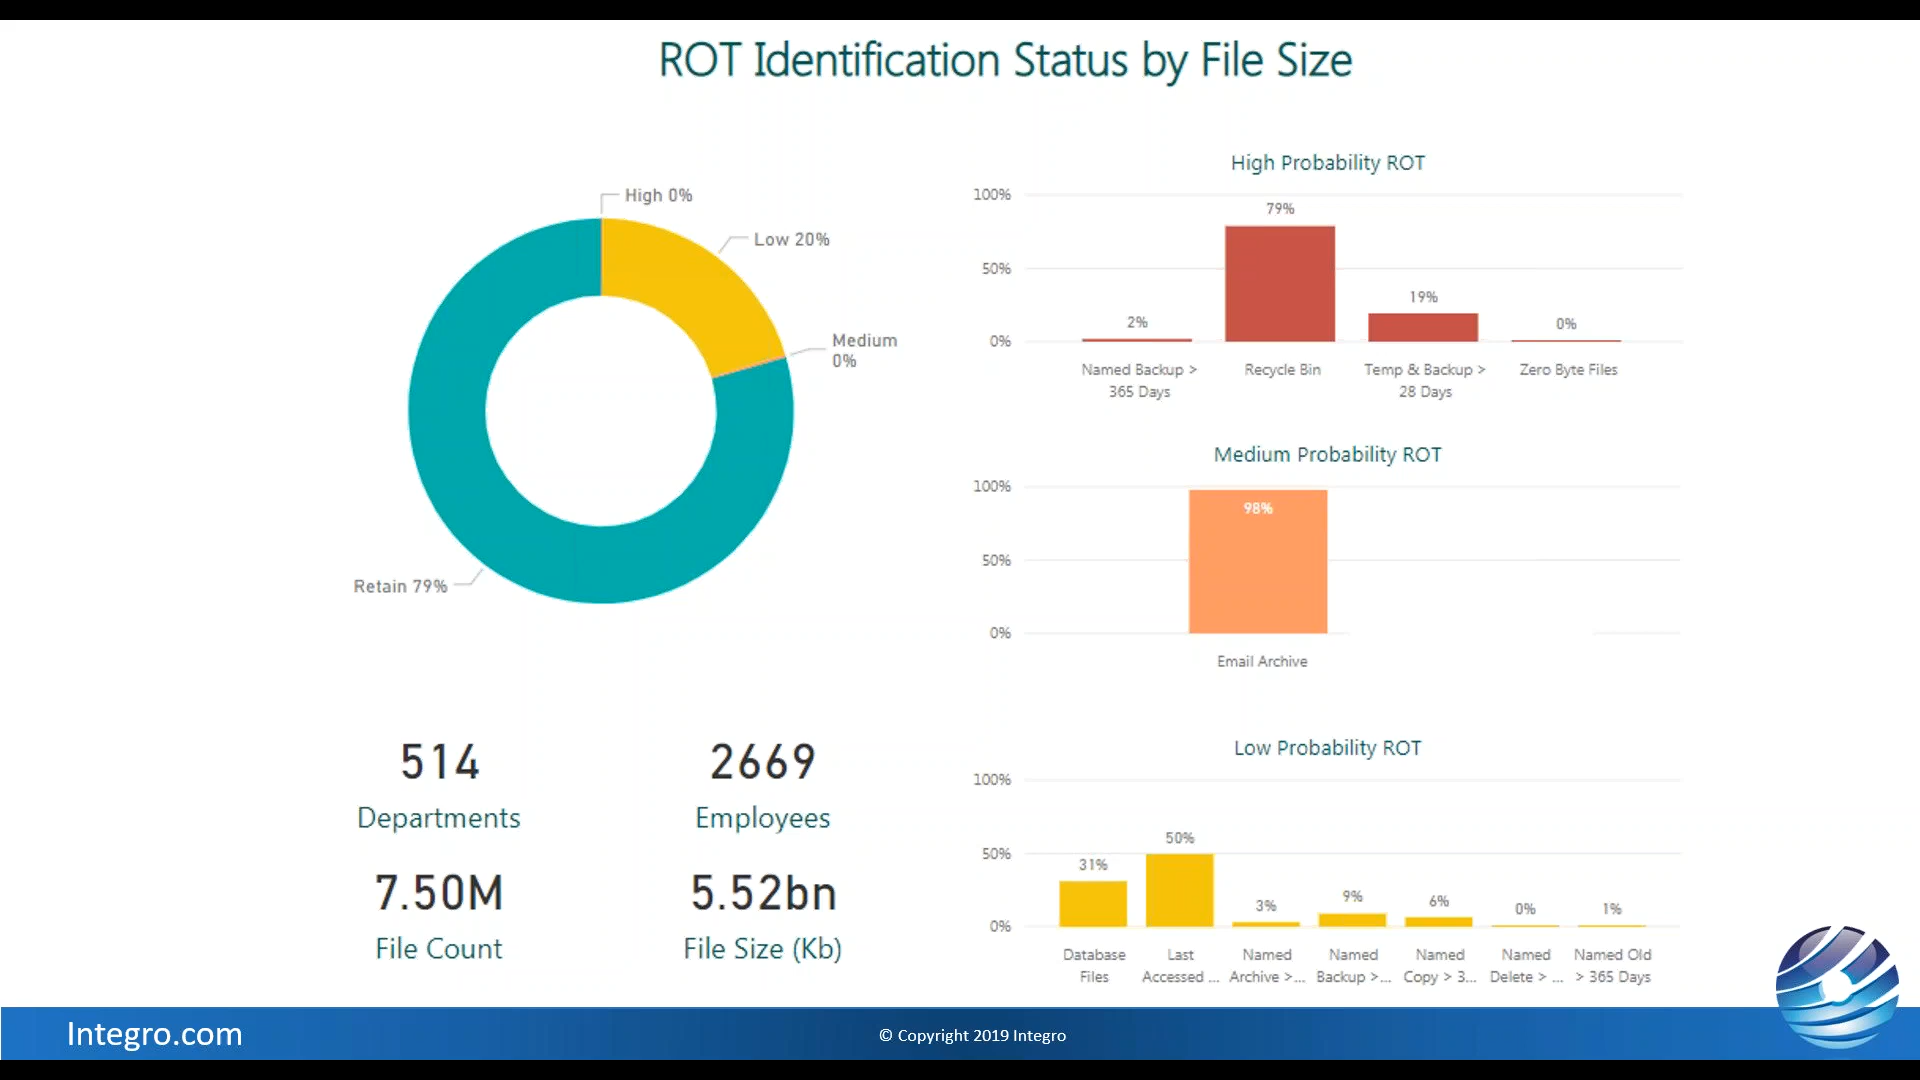 ROT Identification Status by File Size
High 0%
Low 20%
Medium
0%
Retain 79%
514
Departments
2669
Employees
7.50M
File Count
5.52bn
File Size (Kb)
High Probability ROT
100%
50%
0%
2%
79%
19%
0%
Named Backup >
365 Days
Recycle Bin
Temp & Backup >
28 Days
Zero Byte Files
Medium Probability ROT
100%
50%
0%
98%
Email Archive
Low Probability ROT
100%
50%
0%
31%
50%
3%
9%
6%
0%
1%
Database
Files
Last
Accessed ...
Named
Archive >...
Named
Backup >...
Named
Copy > 3...
Named
Delete > ...
Named Old
> 365 Days
Integro.com
© Copyright 2019 Integro